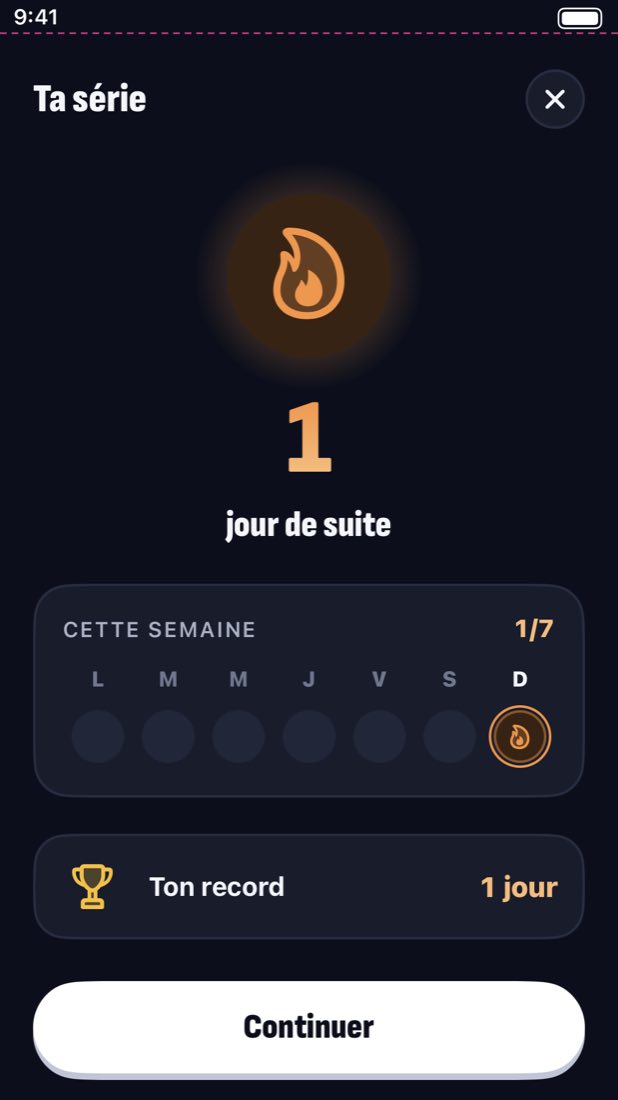 9:41
Ta série
1
jour de suite
CETTE SEMAINE 1/7
L M M J V S D
Ton record 1 jour
Continuer